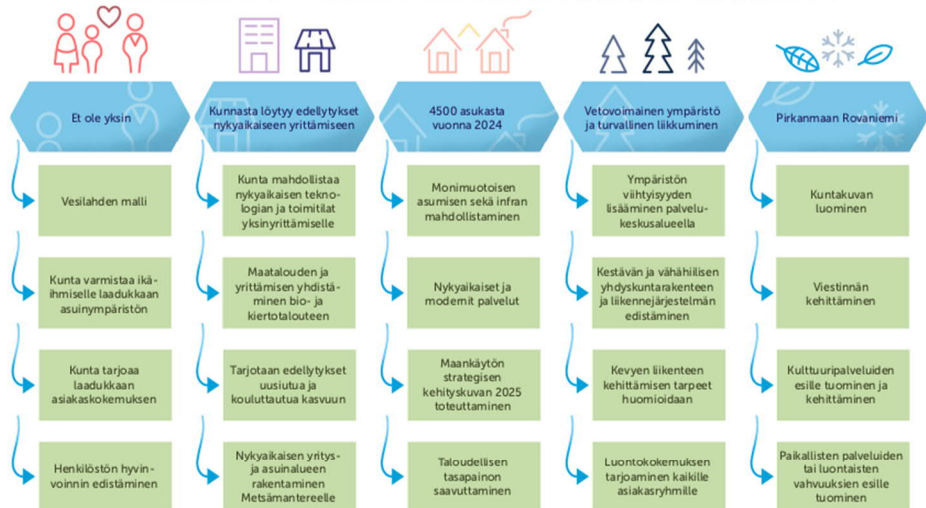 Et ole yksin
Vesilahden malli
Kunta varmistaa ikä-
ihmiselle laadukkaan
asuinympäristön
Kunta tarjoaa
laadukkaan
asiakaskokemuksen
Henkilöstön hyvin-
voinnin edistäminen
Kunnasta löytyy edellytykset
nykyaikaiseen yrittämiseen
Kunta mahdollistaa
nykyaikaisen tekno-
logian ja toimitilat
yksinyrittämiselle
Maatalouden ja
yrittämisen yhdistä-
minen bio- ja
kiertotalouteen
Tarjotaan edellytykset
uusiutua ja
kouluttautua kasvuun
Nykyaikaisen yritys-
ja asuinalueen
rakentaminen
Metsämantereelle
4500 asukasta
vuonna 2024
Monimuotoisen
asumisen sekä infran
mahdollistaminen
Nykyaikaiset ja
modernit palvelut
Maankäytön
strategisen
kehityskuvan 2025
toteuttaminen
Taloudellisen
tasapainon
saavuttaminen
Vetovoimainen ympäristö
ja turvallinen liikkuminen
Ympäristön
viihtyisyyden
lisääminen palvelu-
keskusalueella
Kestävän ja vähähiilisen
yhdyskuntarakenteen
ja liikennejärjestelmän
edistäminen
Kevyen liikenteen
kehittämisen tarpeet
huomioidaan
Luontokokemuksen
tarjoaminen kaikille
asiakasryhmille
Pirkanmaan Rovaniemi
Kuntakuvan
luominen
Viestinnän
kehittäminen
Kulttuuripalveluiden
esille tuominen ja
kehittäminen
Paikallisten palveluiden
tai luontaisten
vahvuuksien esille
tuominen